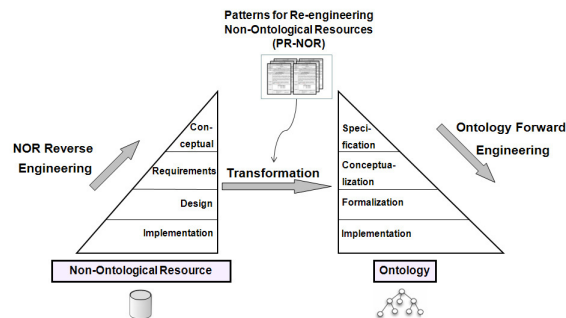 Patterns for Re-engineering
Non-Ontological Resources
(PR-NOR)
NOR Reverse
Engineering
Con-
ceptual
Requirements
Design
Implementation
Transformation
Speci-
fication
Conceptua-
lization
Formalization
Implementation
Ontology Forward
Engineering
Non-Ontological Resource
Ontology